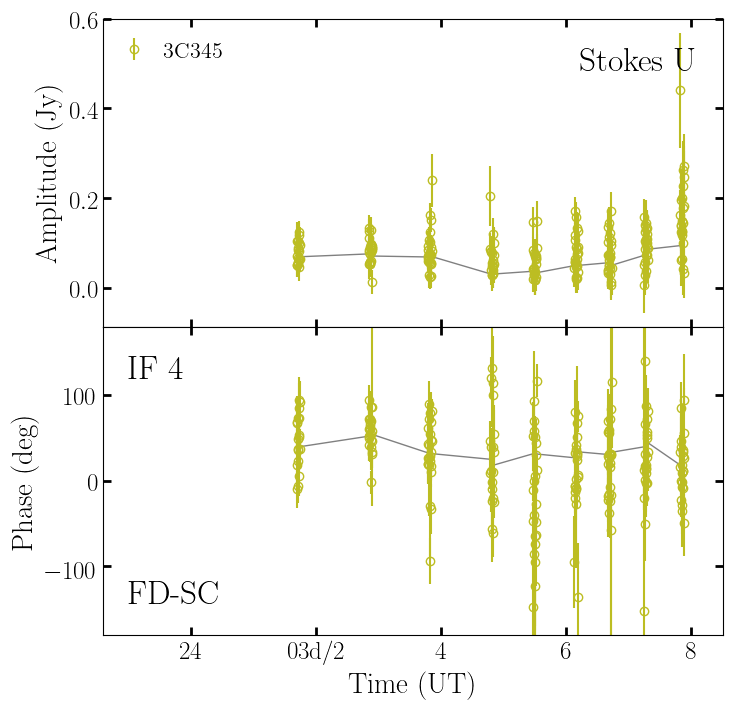 0.6
3C345
Stokes U
0.4
Amplitude (Jy)
0.2
0.0
IF 4
100
Phase (deg)
0
−100
FD-SC
24 03d/2 4 6 8
Time (UT)